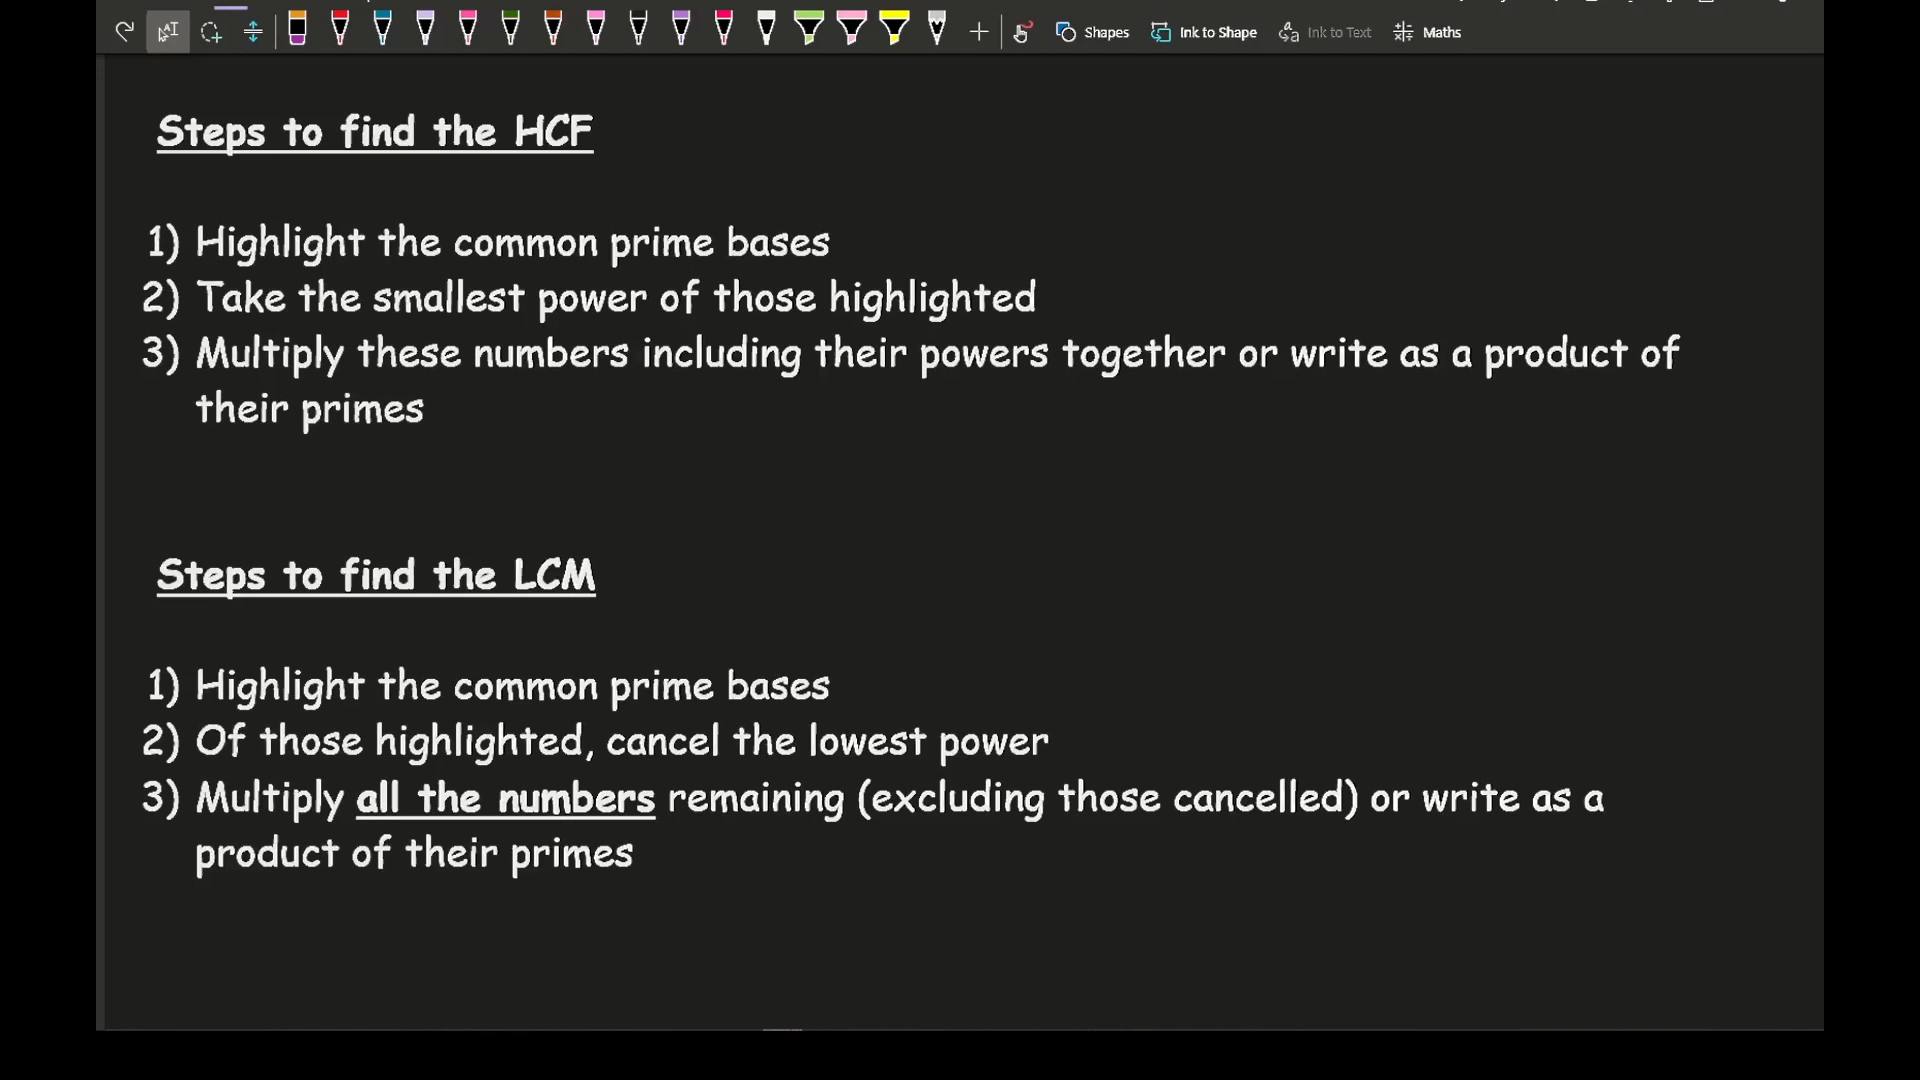 Shapes Ink to Shape Ink to Text Maths
Steps to find the HCF
1) Highlight the common prime bases
2) Take the smallest power of those highlighted
3) Multiply these numbers including their powers together or write as a product of
their primes
Steps to find the LCM
1) Highlight the common prime bases
2) Of those highlighted, cancel the lowest power
3) Multiply all the numbers remaining (excluding those cancelled) or write as a
product of their primes